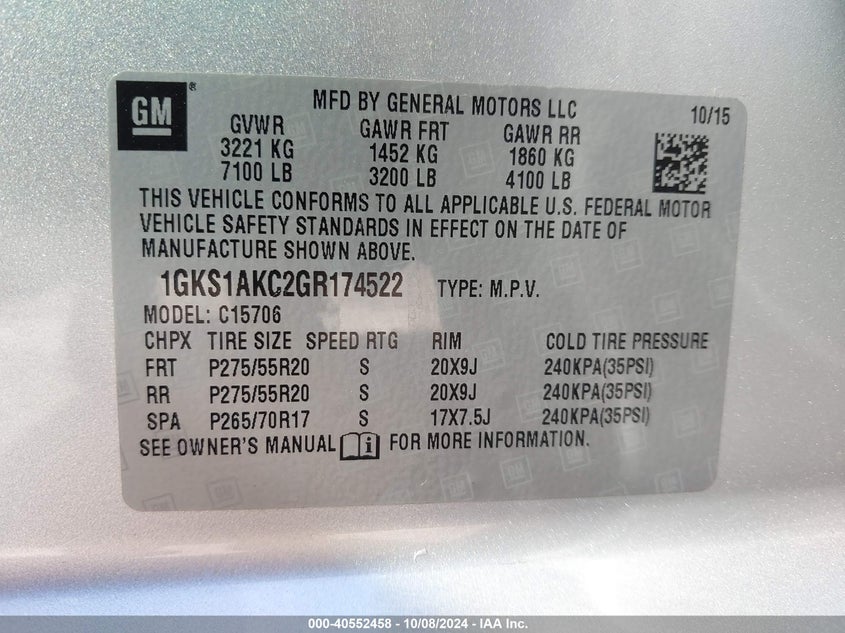 GM ®
MFD BY GENERAL MOTORS LLC 10/15
GVWR GAWR FRT GAWR RR
3221 KG 1452 KG 1860 KG
7100 LB 3200 LB 4100 LB
THIS VEHICLE CONFORMS TO ALL APPLICABLE U.S. FEDERAL MOTOR
VEHICLE SAFETY STANDARDS IN EFFECT ON THE DATE OF
MANUFACTURE SHOWN ABOVE.
1GKS1AKC2GR174522 TYPE: M.P.V.
MODEL: C15706
CHPX TIRE SIZE SPEED RTG RIM COLD TIRE PRESSURE
FRT P275/55R20 S 20X9J 240KPA(35PSI)
RR P275/55R20 S 20X9J 240KPA(35PSI)
SPA P265/70R17 S 17X7.5J 240KPA(35PSI)
SEE OWNER'S MANUAL FOR MORE INFORMATION.
000-40552458 - 10/08/2024 - IAA Inc.